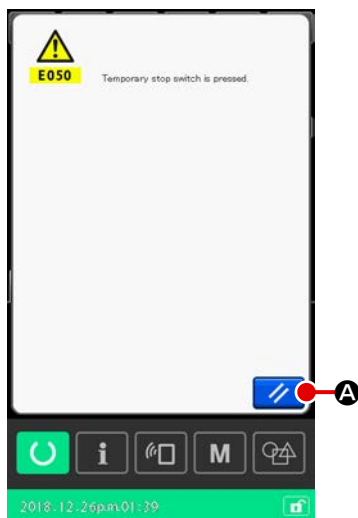 E050
Temporary stop switch is pressed.
A
i
M
2018-12-26p.m.01:39